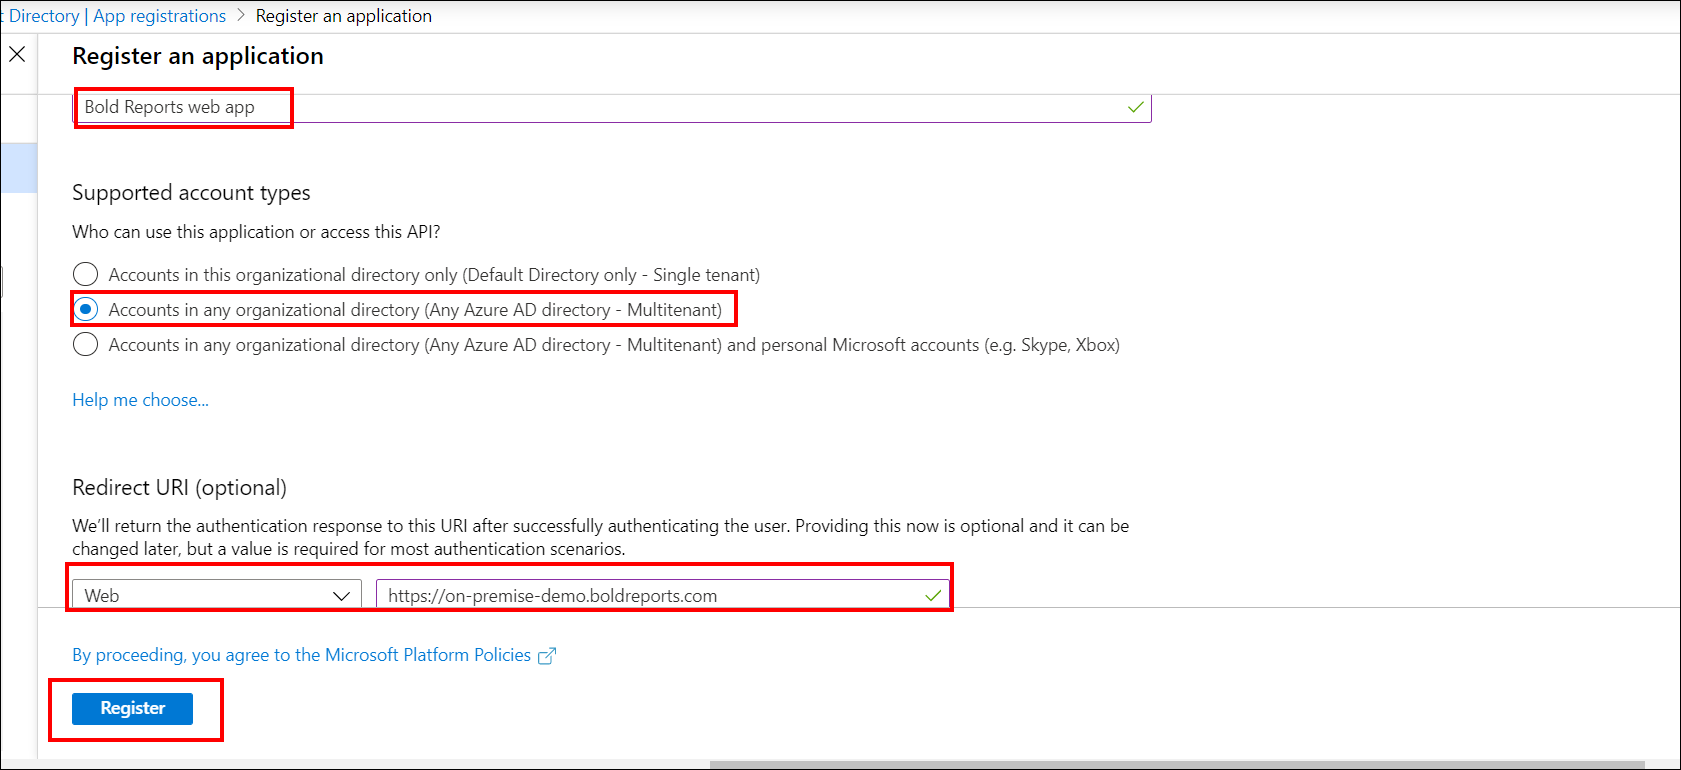 Directory | App registrations > Register an application
Register an application
Bold Reports web app
Supported account types
Who can use this application or access this API?
Accounts in this organizational directory only (Default Directory only - Single tenant)
Accounts in any organizational directory (Any Azure AD directory - Multitenant)
Accounts in any organizational directory (Any Azure AD directory - Multitenant) and personal Microsoft accounts (e.g. Skype, Xbox)
Help me choose...
Redirect URI (optional)
We'll return the authentication response to this URI after successfully authenticating the user. Providing this now is optional and it can be
changed later, but a value is required for most authentication scenarios.
Web https://on-premise-demo.boldreports.com
By proceeding, you agree to the Microsoft Platform Policies
Register